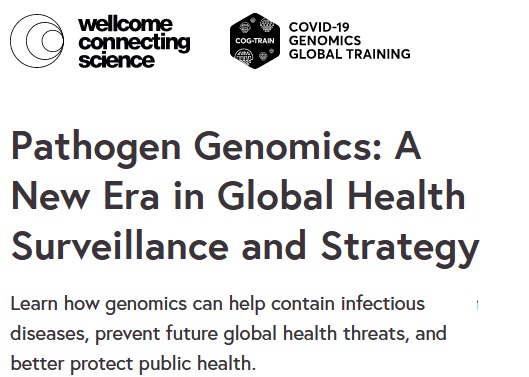 wellcome
connecting
science
COG-TRAIN
COVID-19
GENOMICS
GLOBAL TRAINING
Pathogen Genomics: A
New Era in Global Health
Surveillance and Strategy
Learn how genomics can help contain infectious
diseases, prevent future global health threats, and
better protect public health.